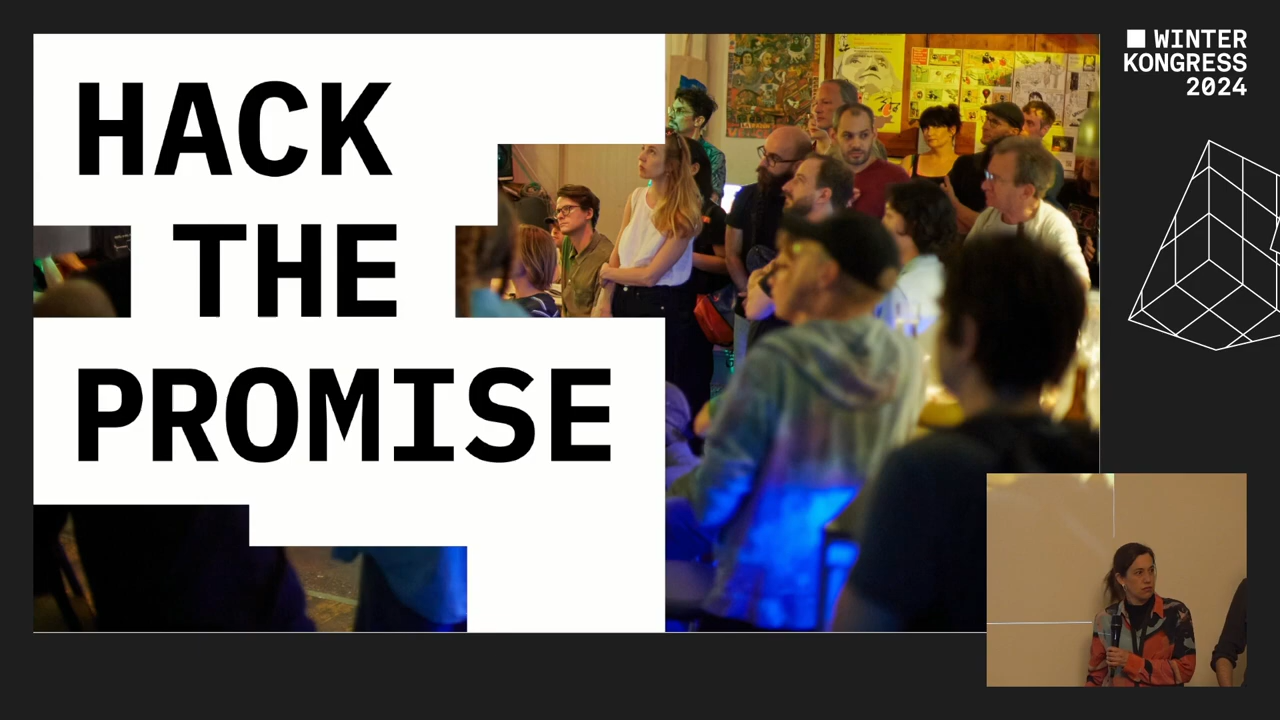 HACK
THE
PROMISE
WINTER
KONGRESS
2024